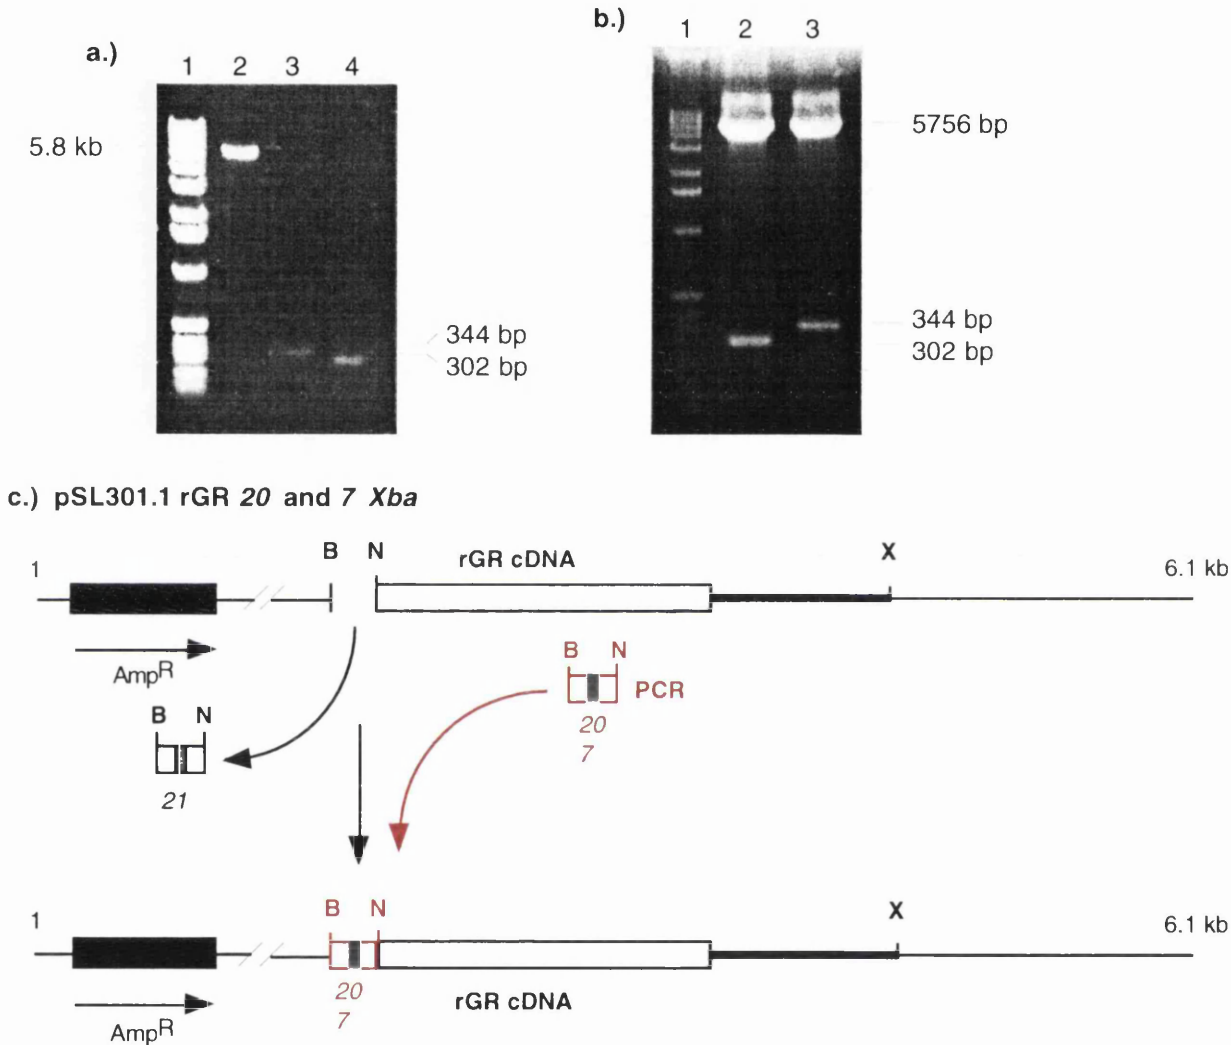 a.)
1 2 3 4
5.8 kb
344 bp
302 bp
b.)
1 2 3
5756 bp
344 bp
302 bp
c.) pSL301.1 rGR 20 and 7 Xba
1
B N
rGR cDNA
X
6.1 kb
AmpR
B N
PCR
20
7
B N
21
1
B N
X
6.1 kb
20
7
rGR cDNA
AmpR